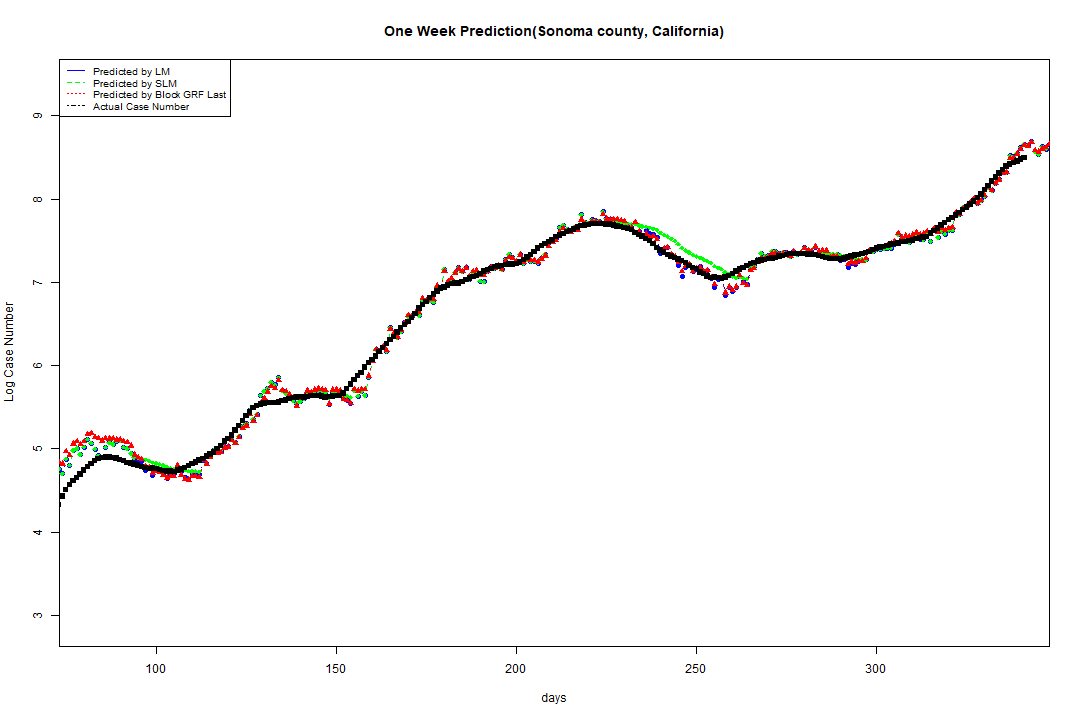 One Week Prediction(Sonoma county, California)
Predicted by LM
Predicted by SLM
Predicted by Block GRF Last
Actual Case Number
9
8
7
6
5
4
3
Log Case Number
100 150 200 250 300
days